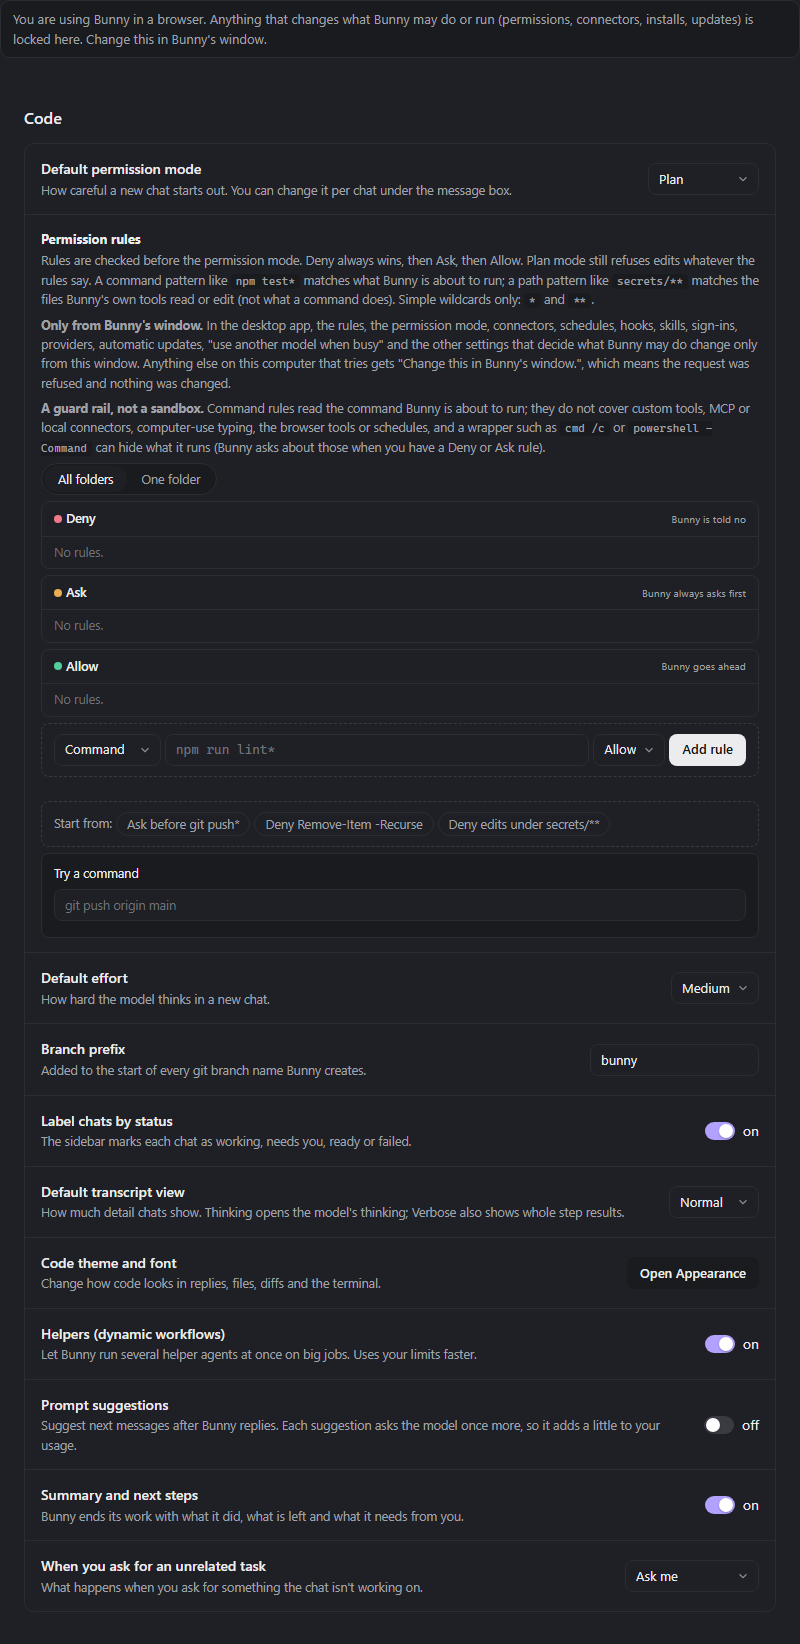 You are using Bunny in a browser. Anything that changes what Bunny may do or run (permissions, connectors, installs, updates) is
locked here. Change this in Bunny's window.
Code
Default permission mode
How careful a new chat starts out. You can change it per chat under the message box.
Plan
Permission rules
Rules are checked before the permission mode. Deny always wins, then Ask, then Allow. Plan mode still refuses edits whatever the
rules say. A command pattern like npm test* matches what Bunny is about to run; a path pattern like secrets/** matches the
files Bunny's own tools read or edit (not what a command does). Simple wildcards only: * and ** .
Only from Bunny's window. In the desktop app, the rules, the permission mode, connectors, schedules, hooks, skills, sign-ins,
providers, automatic updates, "use another model when busy" and the other settings that decide what Bunny may do change only
from this window. Anything else on this computer that tries gets "Change this in Bunny's window.", which means the request was
refused and nothing was changed.
A guard rail, not a sandbox. Command rules read the command Bunny is about to run; they do not cover custom tools, MCP or
local connectors, computer-use typing, the browser tools or schedules, and a wrapper such as cmd /c or powershell -
Command can hide what it runs (Bunny asks about those when you have a Deny or Ask rule).
All folders One folder
Deny Bunny is told no
No rules.
Ask Bunny always asks first
No rules.
Allow Bunny goes ahead
No rules.
Command npm run lint* Allow Add rule
Start from: Ask before git push* Deny Remove-Item -Recurse Deny edits under secrets/**
Try a command
git push origin main
Default effort
How hard the model thinks in a new chat.
Medium
Branch prefix
Added to the start of every git branch name Bunny creates.
bunny
Label chats by status
The sidebar marks each chat as working, needs you, ready or failed.
on
Default transcript view
How much detail chats show. Thinking opens the model's thinking; Verbose also shows whole step results.
Normal
Code theme and font
Change how code looks in replies, files, diffs and the terminal.
Open Appearance
Helpers (dynamic workflows)
Let Bunny run several helper agents at once on big jobs. Uses your limits faster.
on
Prompt suggestions
Suggest next messages after Bunny replies. Each suggestion asks the model once more, so it adds a little to your
usage.
off
Summary and next steps
Bunny ends its work with what it did, what is left and what it needs from you.
on
When you ask for an unrelated task
What happens when you ask for something the chat isn't working on.
Ask me